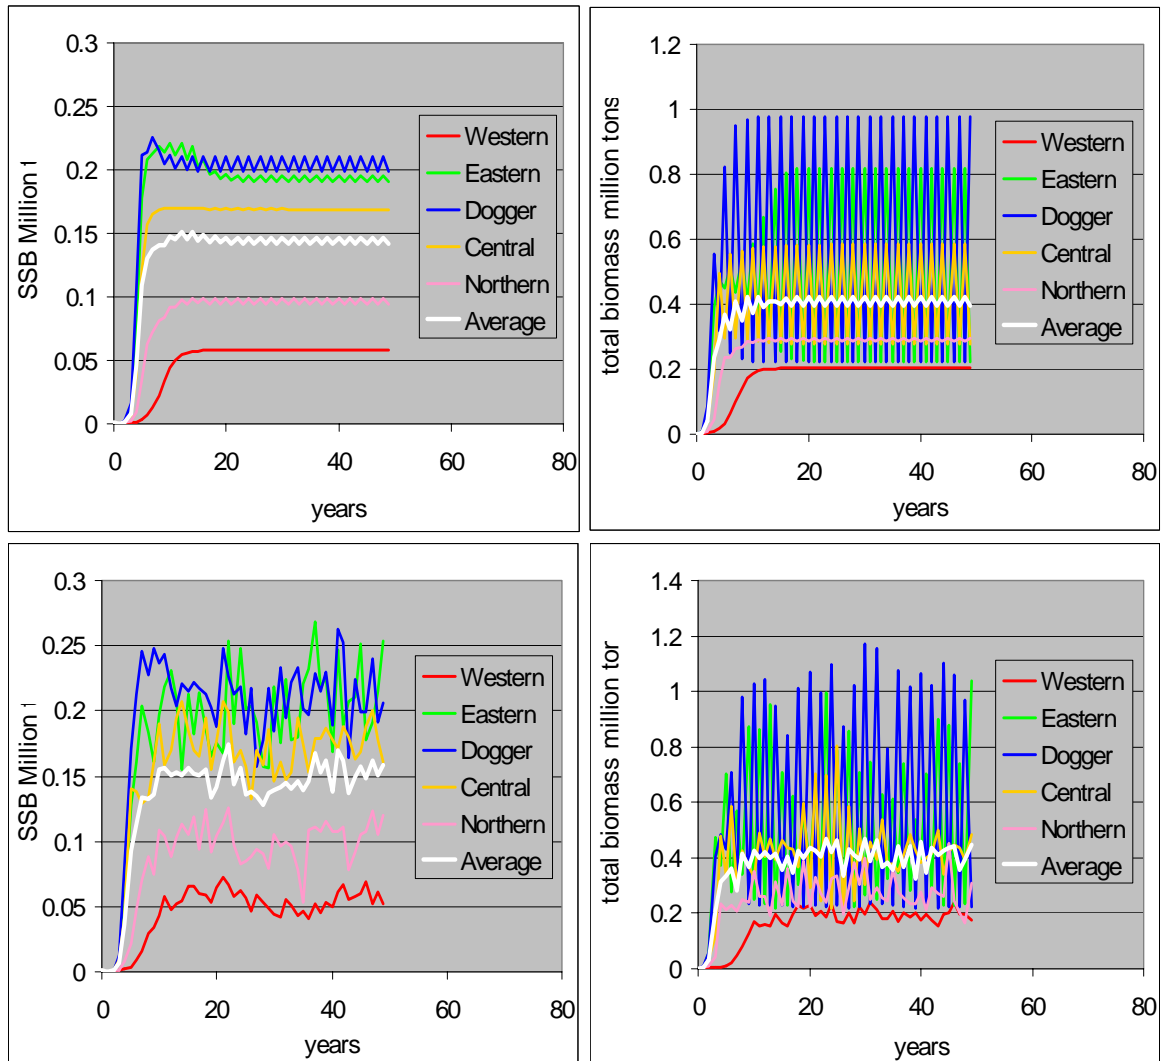 0.3
0.25
0.2
0.15
0.1
0.05
0
SSB Million
0 20 40 60 80
years
Western
Eastern
Dogger
Central
Northern
Average
1.2
1
0.8
0.6
0.4
0.2
0
total biomass million tons
0 20 40 60 80
years
Western
Eastern
Dogger
Central
Northern
Average
0.3
0.25
0.2
0.15
0.1
0.05
0
SSB Million
0 20 40 60 80
years
Western
Eastern
Dogger
Central
Northern
Average
1.4
1.2
1
0.8
0.6
0.4
0.2
0
total biomass million tor
0 20 40 60 80
years
Western
Eastern
Dogger
Central
Northern
Average